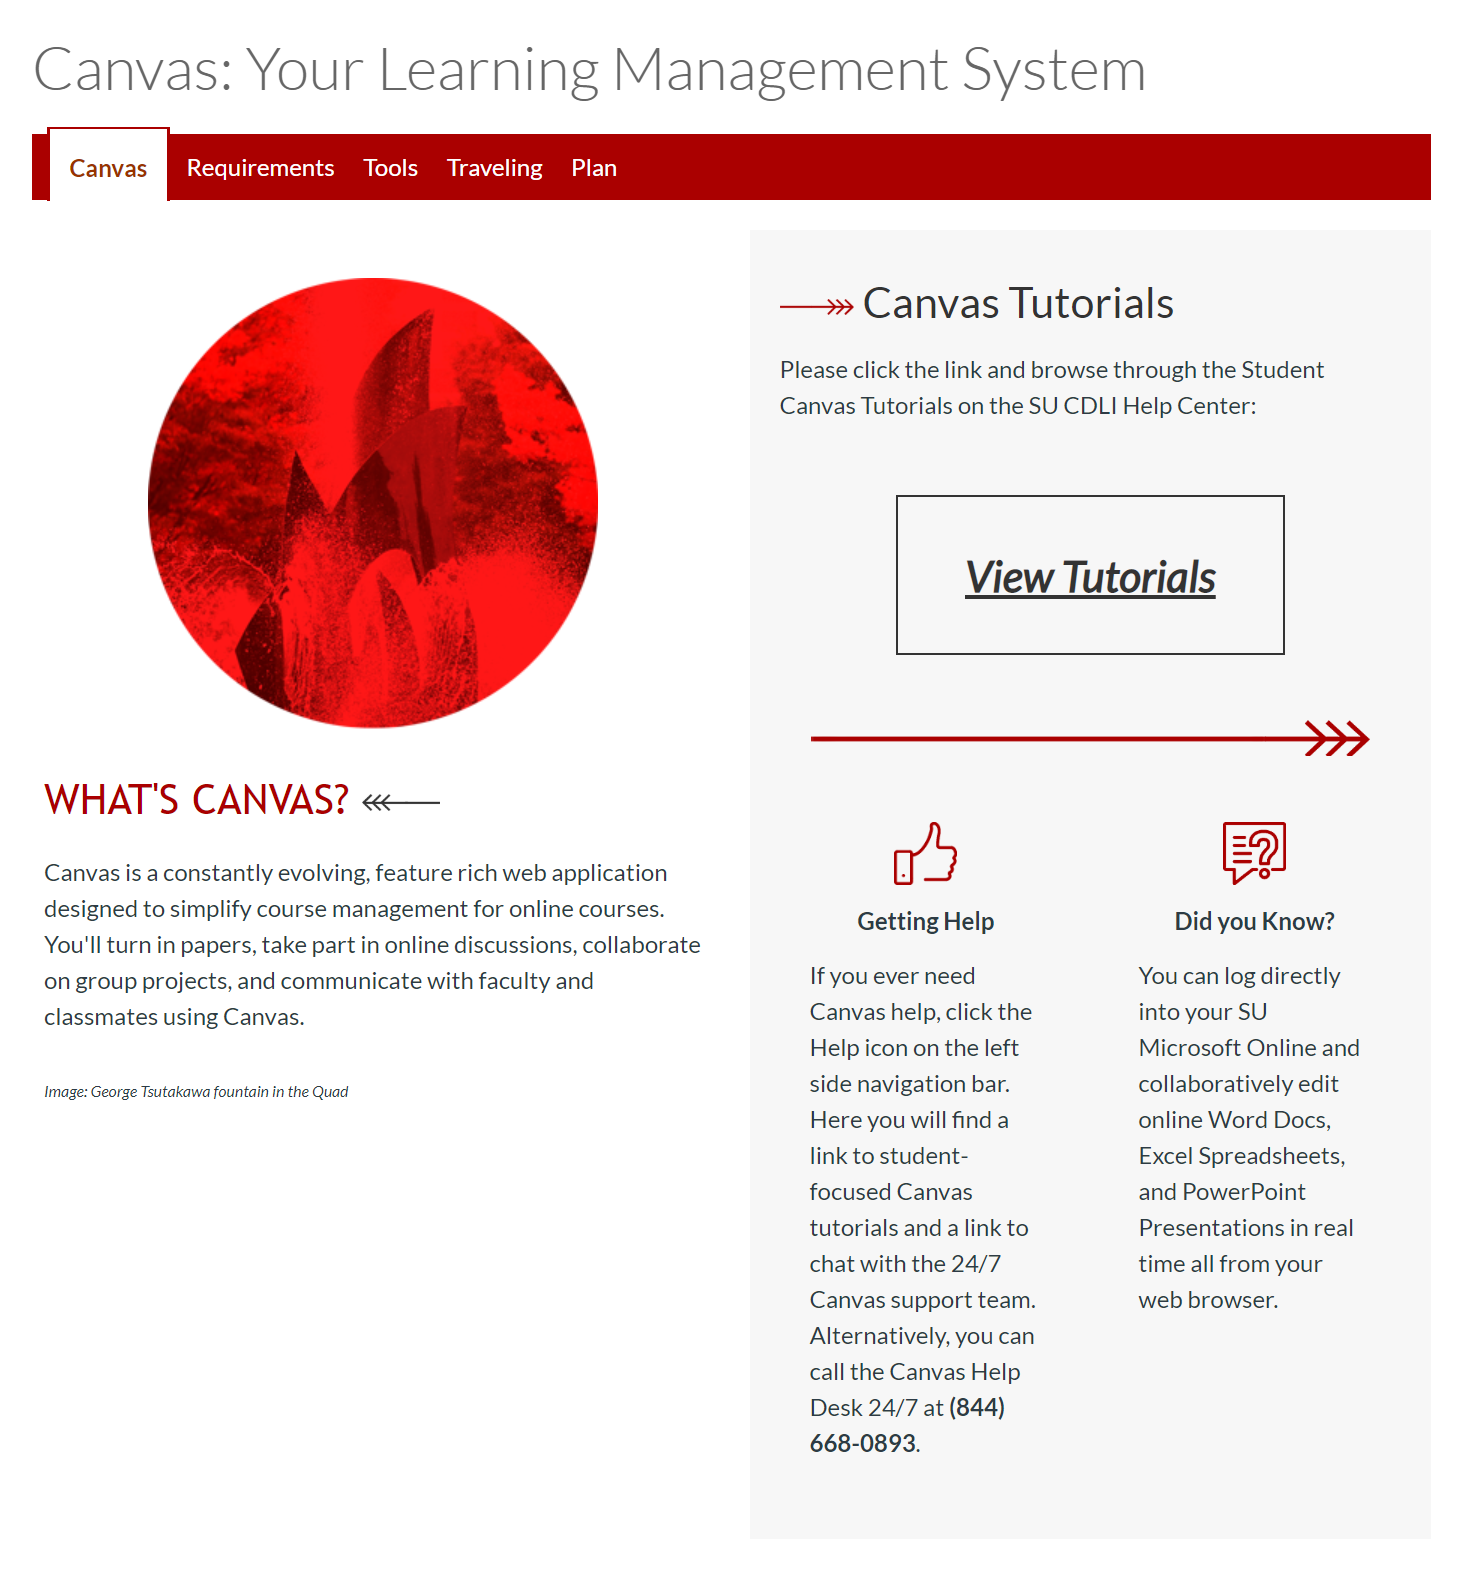 Canvas: Your Learning Management System
Canvas Requirements Tools Traveling Plan
WHAT'S CANVAS?
Canvas is a constantly evolving, feature rich web application
designed to simplify course management for online courses.
You'll turn in papers, take part in online discussions, collaborate
on group projects, and communicate with faculty and
classmates using Canvas.
Image: George Tsutakawa fountain in the Quad
Canvas Tutorials
Please click the link and browse through the Student
Canvas Tutorials on the SU CDLI Help Center:
View Tutorials
Getting Help
If you ever need
Canvas help, click the
Help icon on the left
side navigation bar.
Here you will find a
link to student-
focused Canvas
tutorials and a link to
chat with the 24/7
Canvas support team.
Alternatively, you can
call the Canvas Help
Desk 24/7 at (844)
668-0893.
Did you Know?
You can log directly
into your SU
Microsoft Online and
collaboratively edit
online Word Docs,
Excel Spreadsheets,
and PowerPoint
Presentations in real
time all from your
web browser.